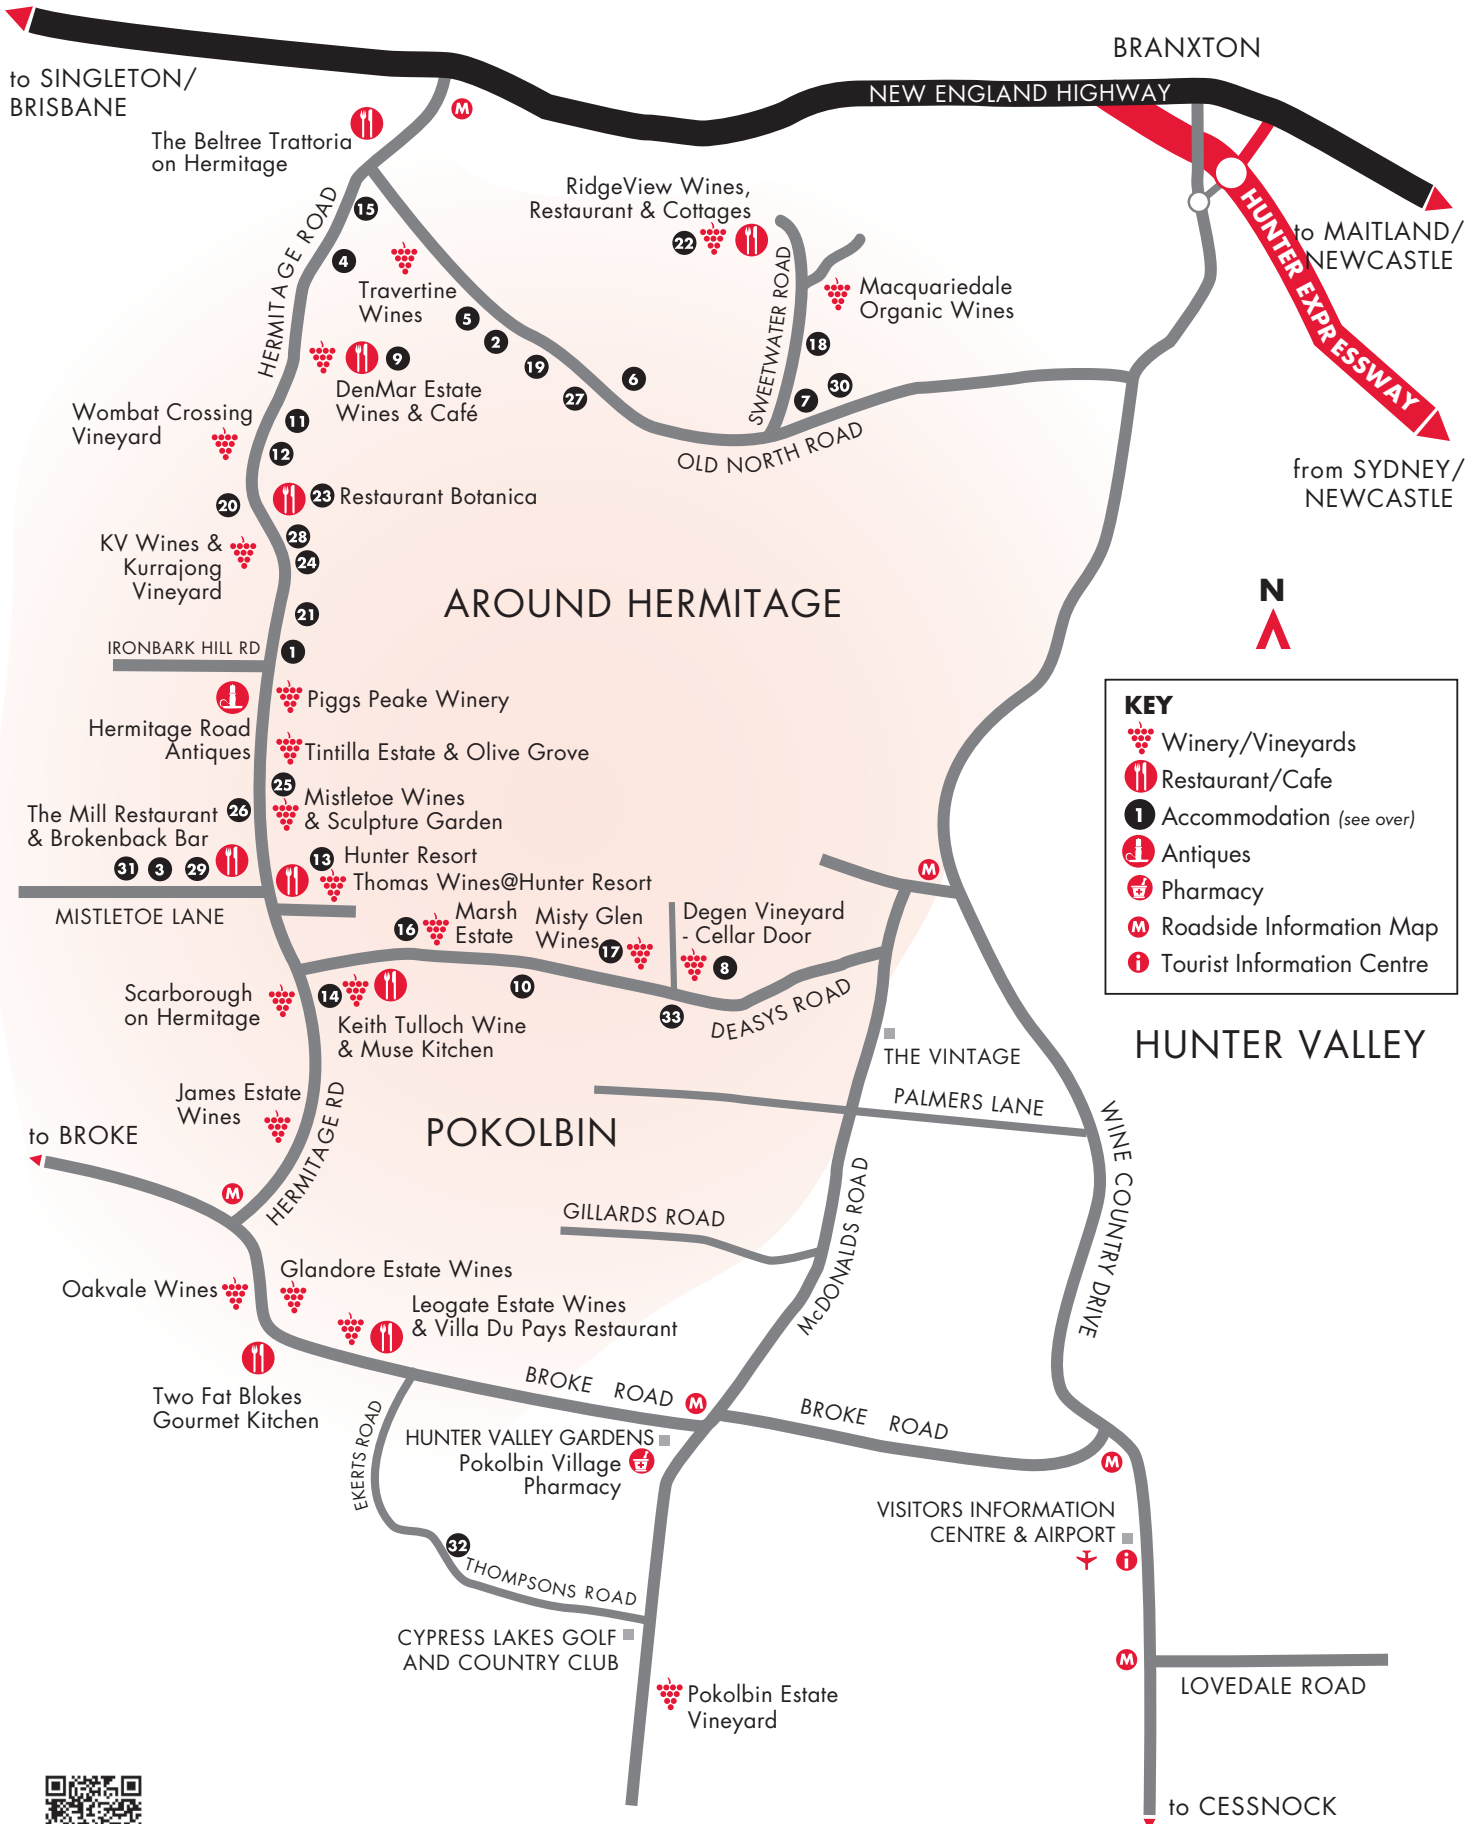 BRANXTON
NEW ENGLAND HIGHWAY
to SINGLETON/
BRISBANE
M
The Beltree Trattoria
on Hermitage
HUNTER EXPRESSWAY
to MAITLAND/
NEWCASTLE
from SYDNEY/
NEWCASTLE
RidgeView Wines,
Restaurant & Cottages
22
15
HERMITAGE ROAD
4
Travertine
Wines
5
2
19
27
6
SWEETWATER ROAD
Macquariedale
Organic Wines
18
30
7
OLD NORTH ROAD
9
DenMar Estate
Wines & Café
Wombat Crossing
Vineyard
11
12
20
23 Restaurant Botanica
28
24
KV Wines &
Kurrajong
Vineyard
21
AROUND HERMITAGE
N
IRONBARK HILL RD
1
Piggs Peake Winery
Hermitage Road
Antiques
Tintilla Estate & Olive Grove
25
Mistletoe Wines
& Sculpture Garden
26
The Mill Restaurant
& Brokenback Bar
31 3 29
13 Hunter Resort
Thomas Wines@Hunter Resort
MISTLETOE LANE
M
KEY
Winery/Vineyards
Restaurant/Cafe
1 Accommodation (see over)
Antiques
Pharmacy
M Roadside Information Map
i Tourist Information Centre
HUNTER VALLEY
16
Marsh
Estate
Misty Glen
Wines
17
Degen Vineyard
- Cellar Door
8
10
33
DEASYS ROAD
Scarborough
on Hermitage
14
Keith Tulloch Wine
& Muse Kitchen
THE VINTAGE
PALMERS LANE
James Estate
Wines
HERMITAGE RD
POKOLBIN
to BROKE
M
WINE COUNTRY DRIVE
McDONALDS ROAD
GILLARDS ROAD
Oakvale Wines
Glandore Estate Wines
Leogate Estate Wines
& Villa Du Pays Restaurant
Two Fat Blokes
Gourmet Kitchen
BROKE ROAD
M
BROKE ROAD
EKERTS ROAD
HUNTER VALLEY GARDENS
Pokolbin Village
Pharmacy
M
VISITORS INFORMATION
CENTRE & AIRPORT
i
32
THOMPSONS ROAD
CYPRESS LAKES GOLF
AND COUNTRY CLUB
M
LOVEDALE ROAD
Pokolbin Estate
Vineyard
to CESSNOCK